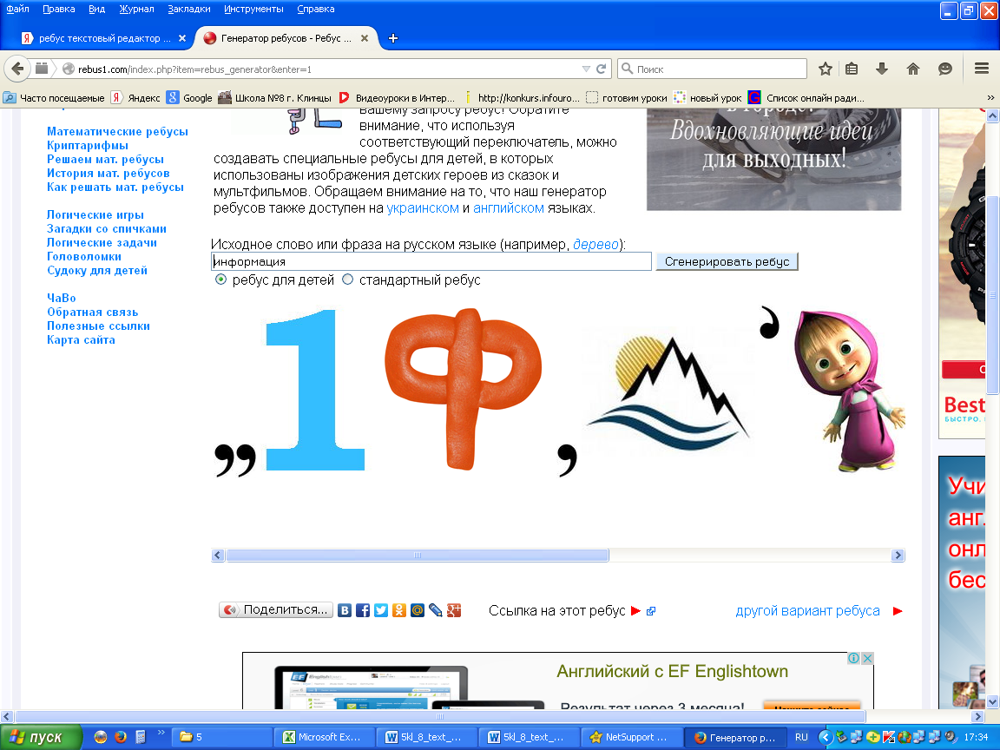 Файл Правка Вид Журнал Закладки Инструменты Справка
ребус текстовый редактор ...
Генератор ребусов - Ребус ...
rebus1.com/index.php?item=rebus_generator&enter=1
Поиск
Часто посещаемые Яндекс Google Школа №8 г. Клинцы Видеоуроки в Интер... http://konkurs.infouro... готовим уроки новый урок Список онлайн ради...
Математические ребусы
Криптарифмы
Решаем мат. ребусы
История мат. ребусов
Как решать мат. ребусы
Логические игры
Загадки со спичками
Логические задачи
Головоломки
Судоку для детей
ЧаВо
Обратная связь
Полезные ссылки
Карта сайта
вашему запросу ребус! Обратите
внимание, что используя
соответствующий переключатель, можно
создавать специальные ребусы для детей, в которых
использованы изображения детских героев из сказок и
мультфильмов. Обращаем внимание на то, что наш генератор
ребусов также доступен на украинском и английском языках.
в городе:
Вдохновляющие идеи
для выходных!
Исходное слово или фраза на русском языке (например, дерево):
информация
Сгенерировать ребус
ребус для детей стандартный ребус
,, 1 Ф , ,
Best
Поделиться...
Ссылка на этот ребус
другой вариант ребуса
Английский с EF Englishtown
Результат через 3 месяца!
EF
Учи
анг
онл
бес
пуск
5
Microsoft Ex...
5kl_8_text_...
5kl_8_text_...
NetSupport ...
Генератор р...
RU
17:34